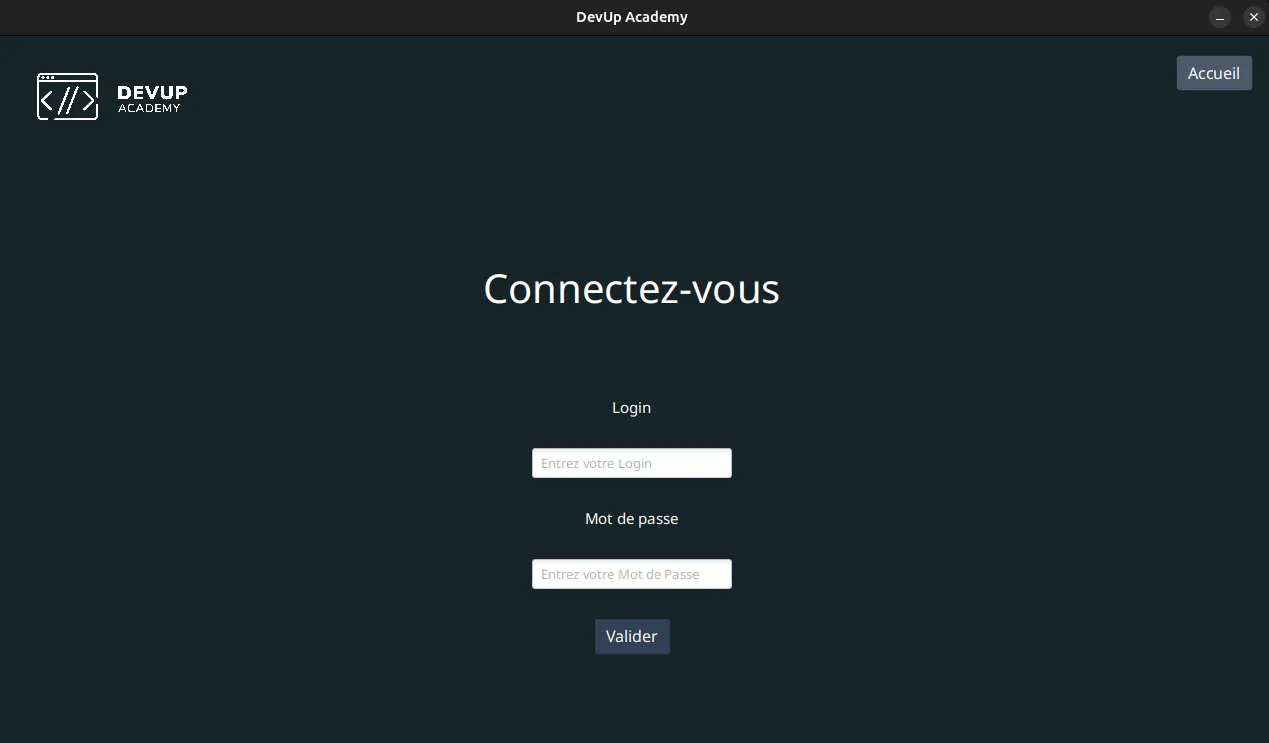 DevUp Academy
Accueil
</>
DEVUP
ACADEMY
Connectez-vous
Login
Entrez votre Login
Mot de passe
Entrez votre Mot de Passe
Valider